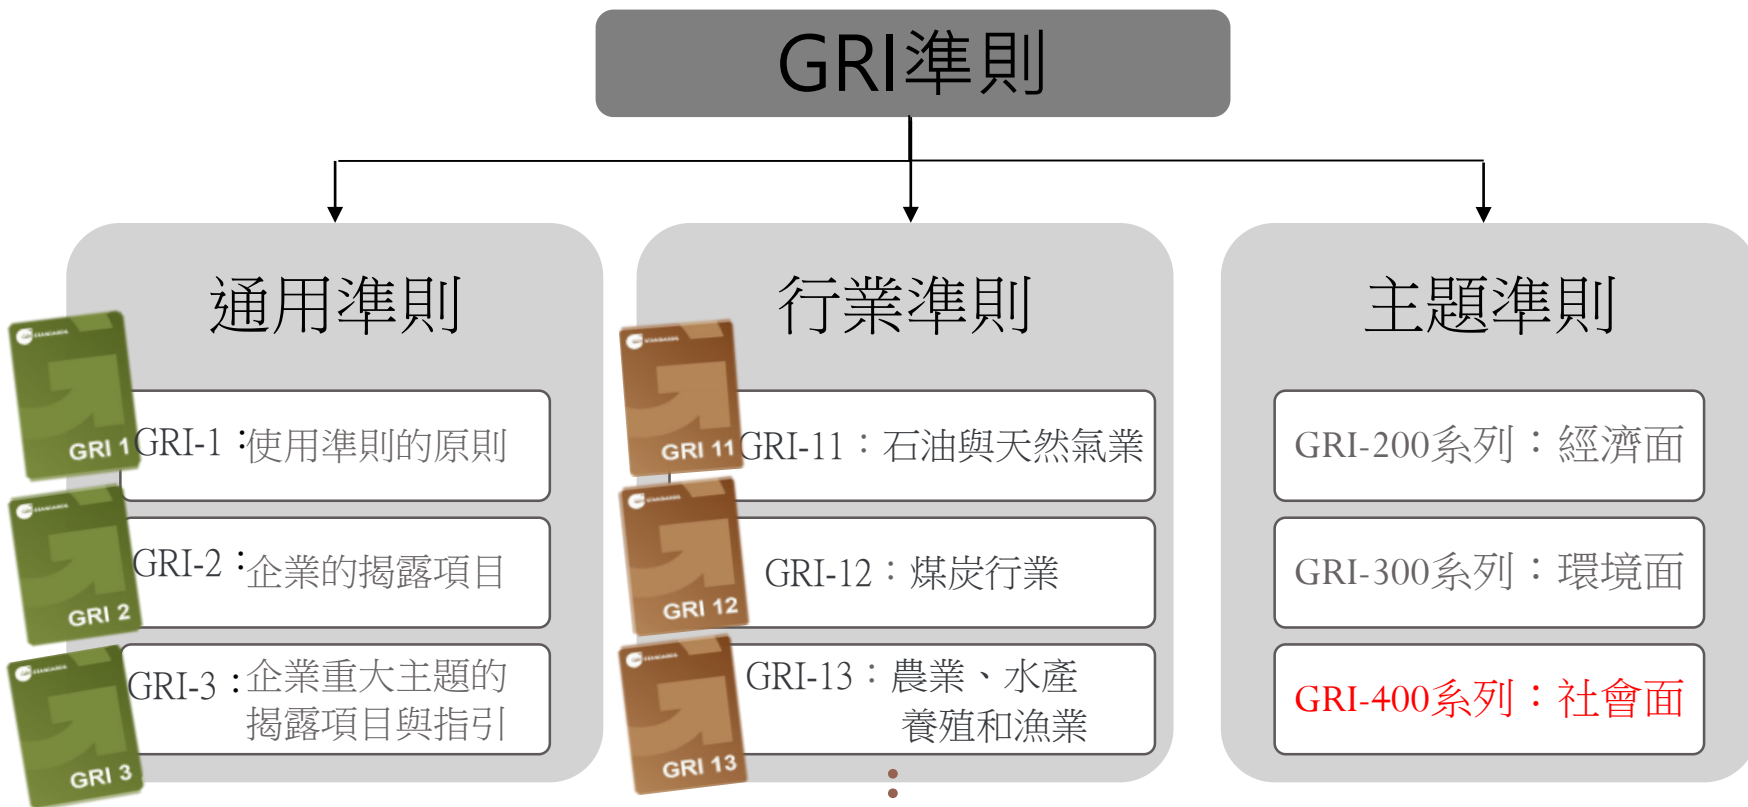 GRI準則
通用準則
GRI 1
GRI-1：使用準則的原則
GRI 2
GRI-2：企業的揭露項目
GRI 3
GRI-3：企業重大主題的
揭露項目與指引
行業準則
GRI 11
GRI-11：石油與天然氣業
GRI 12
GRI-12：煤炭行業
GRI 13
GRI-13：農業、水產
養殖和漁業
主題準則
GRI-200系列：經濟面
GRI-300系列：環境面
GRI-400系列：社會面